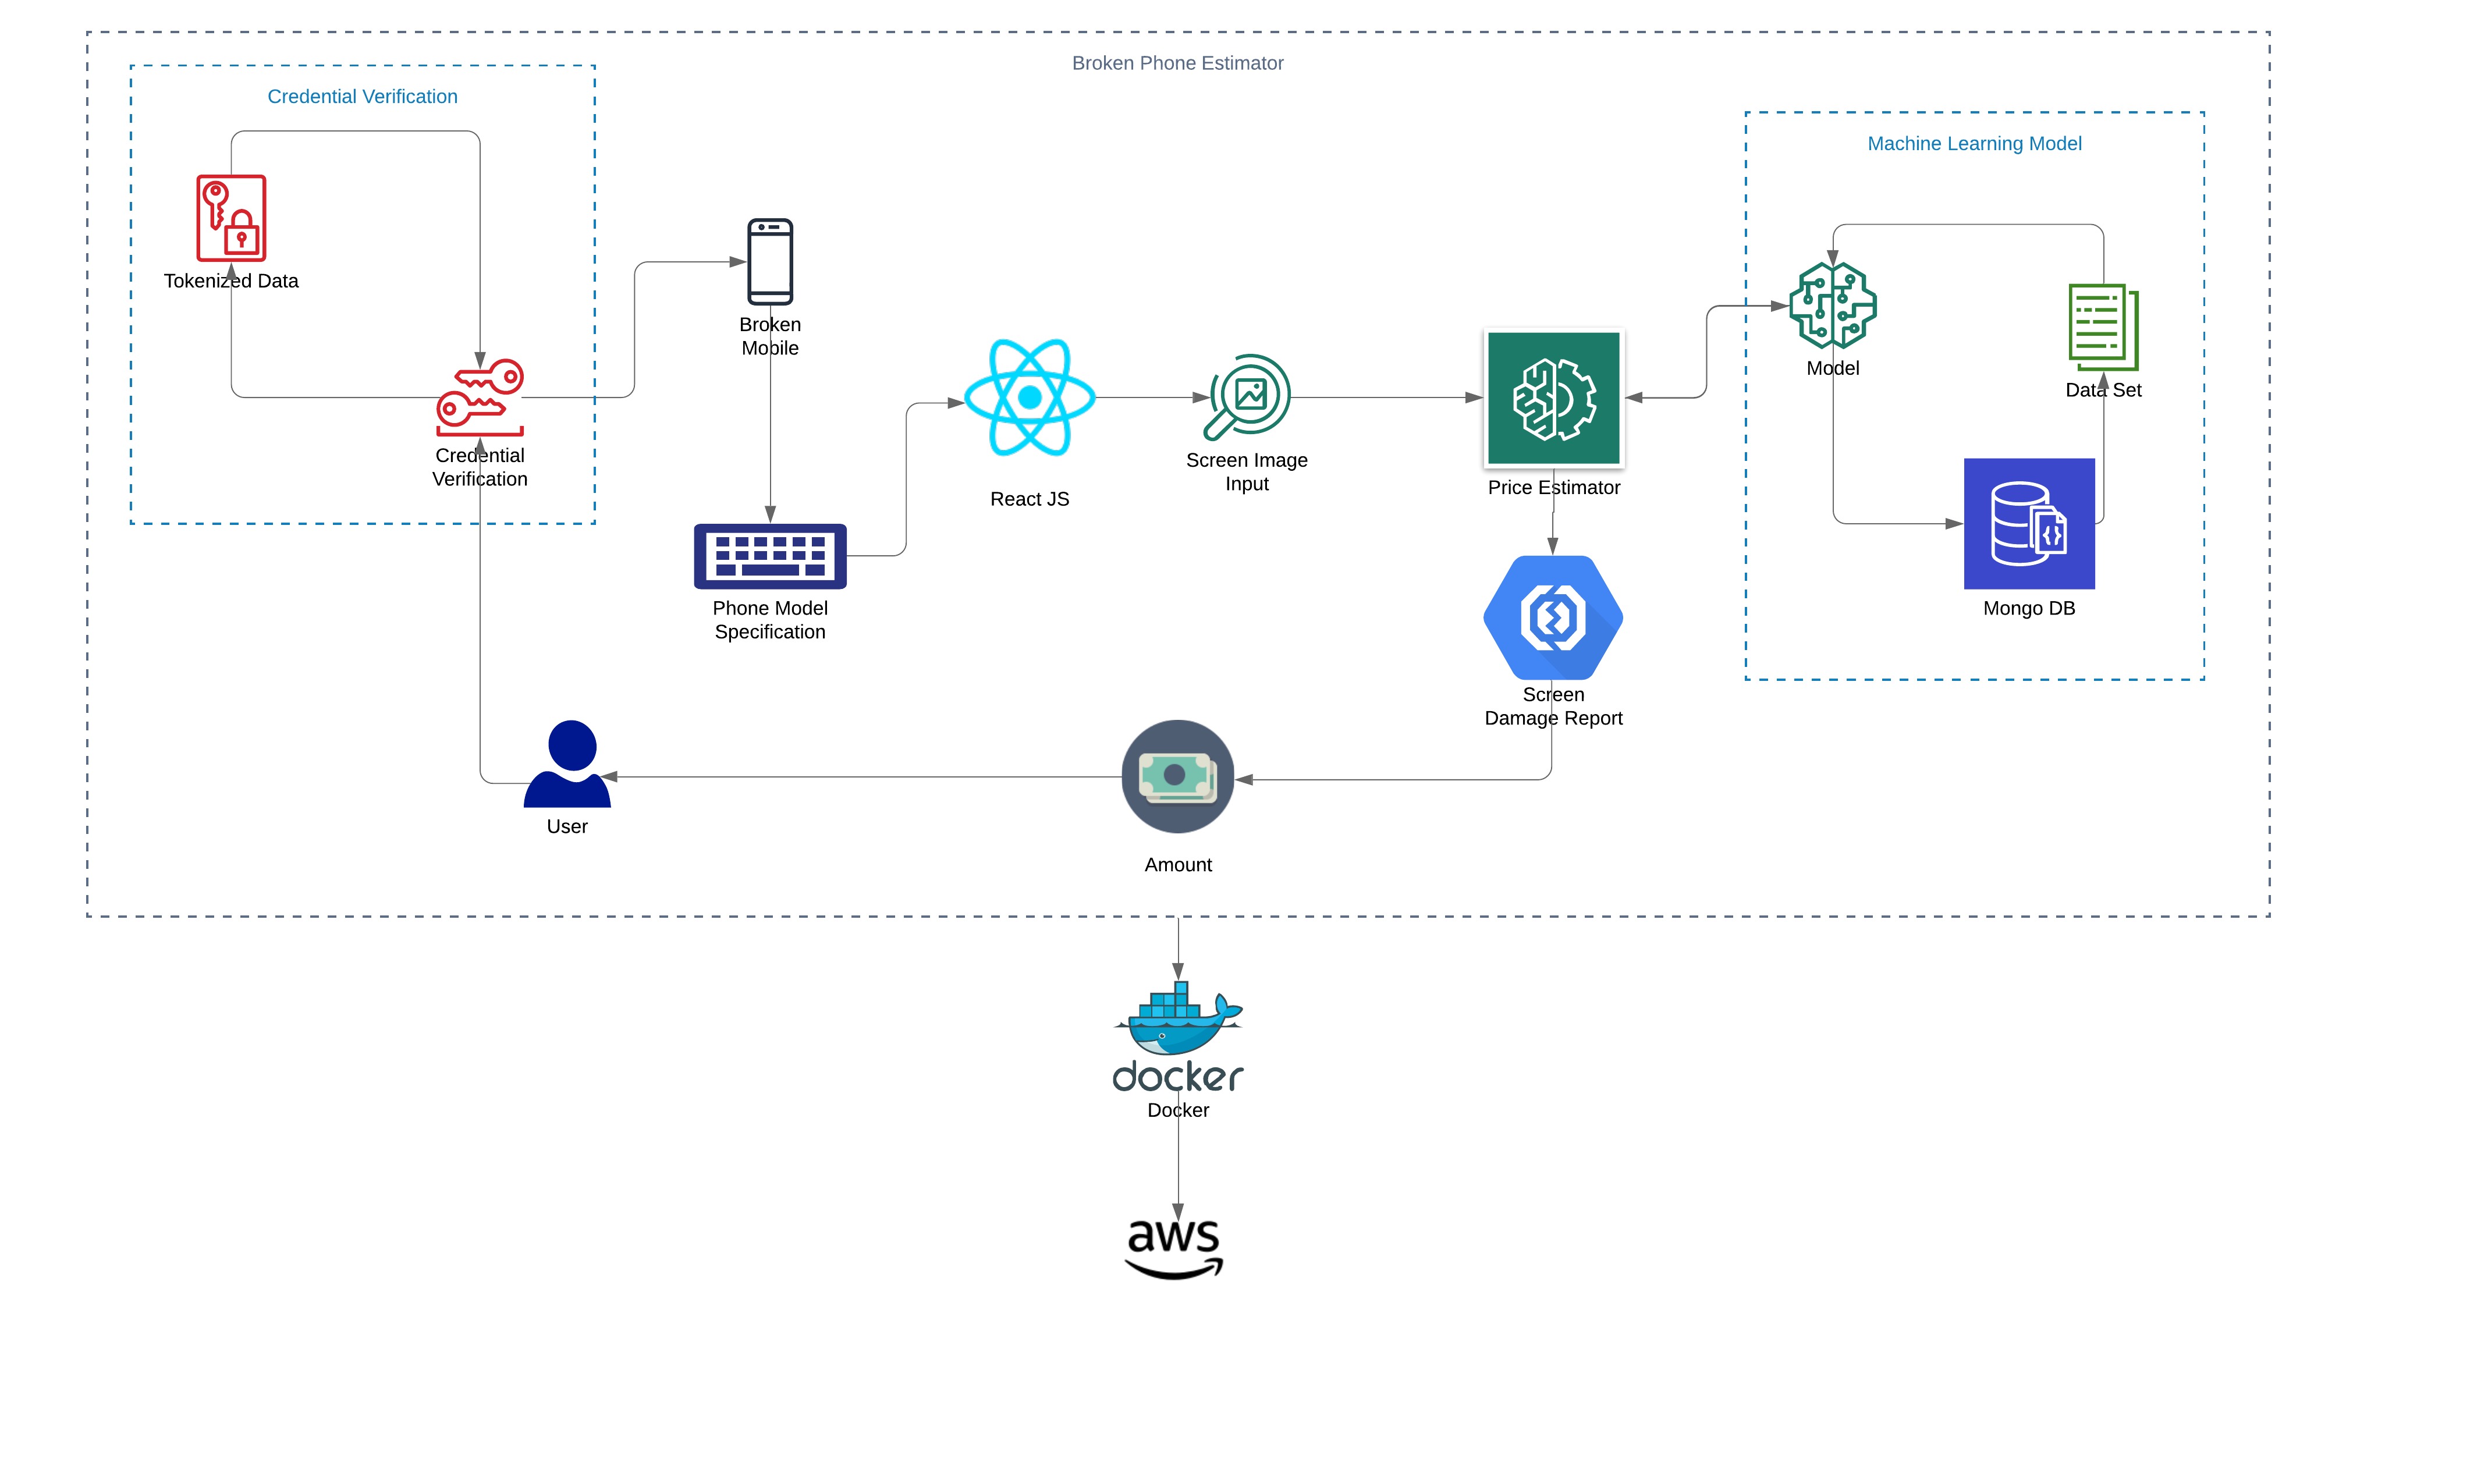 Broken Phone Estimator
Credential Verification
Machine Learning Model
Tokenized Data
Broken
Mobile
Model
Data Set
Credential
Verification
React JS
Screen Image
Input
Price Estimator
Phone Model
Specification
Mongo DB
Screen
Damage Report
User
Amount
docker
Docker
aws